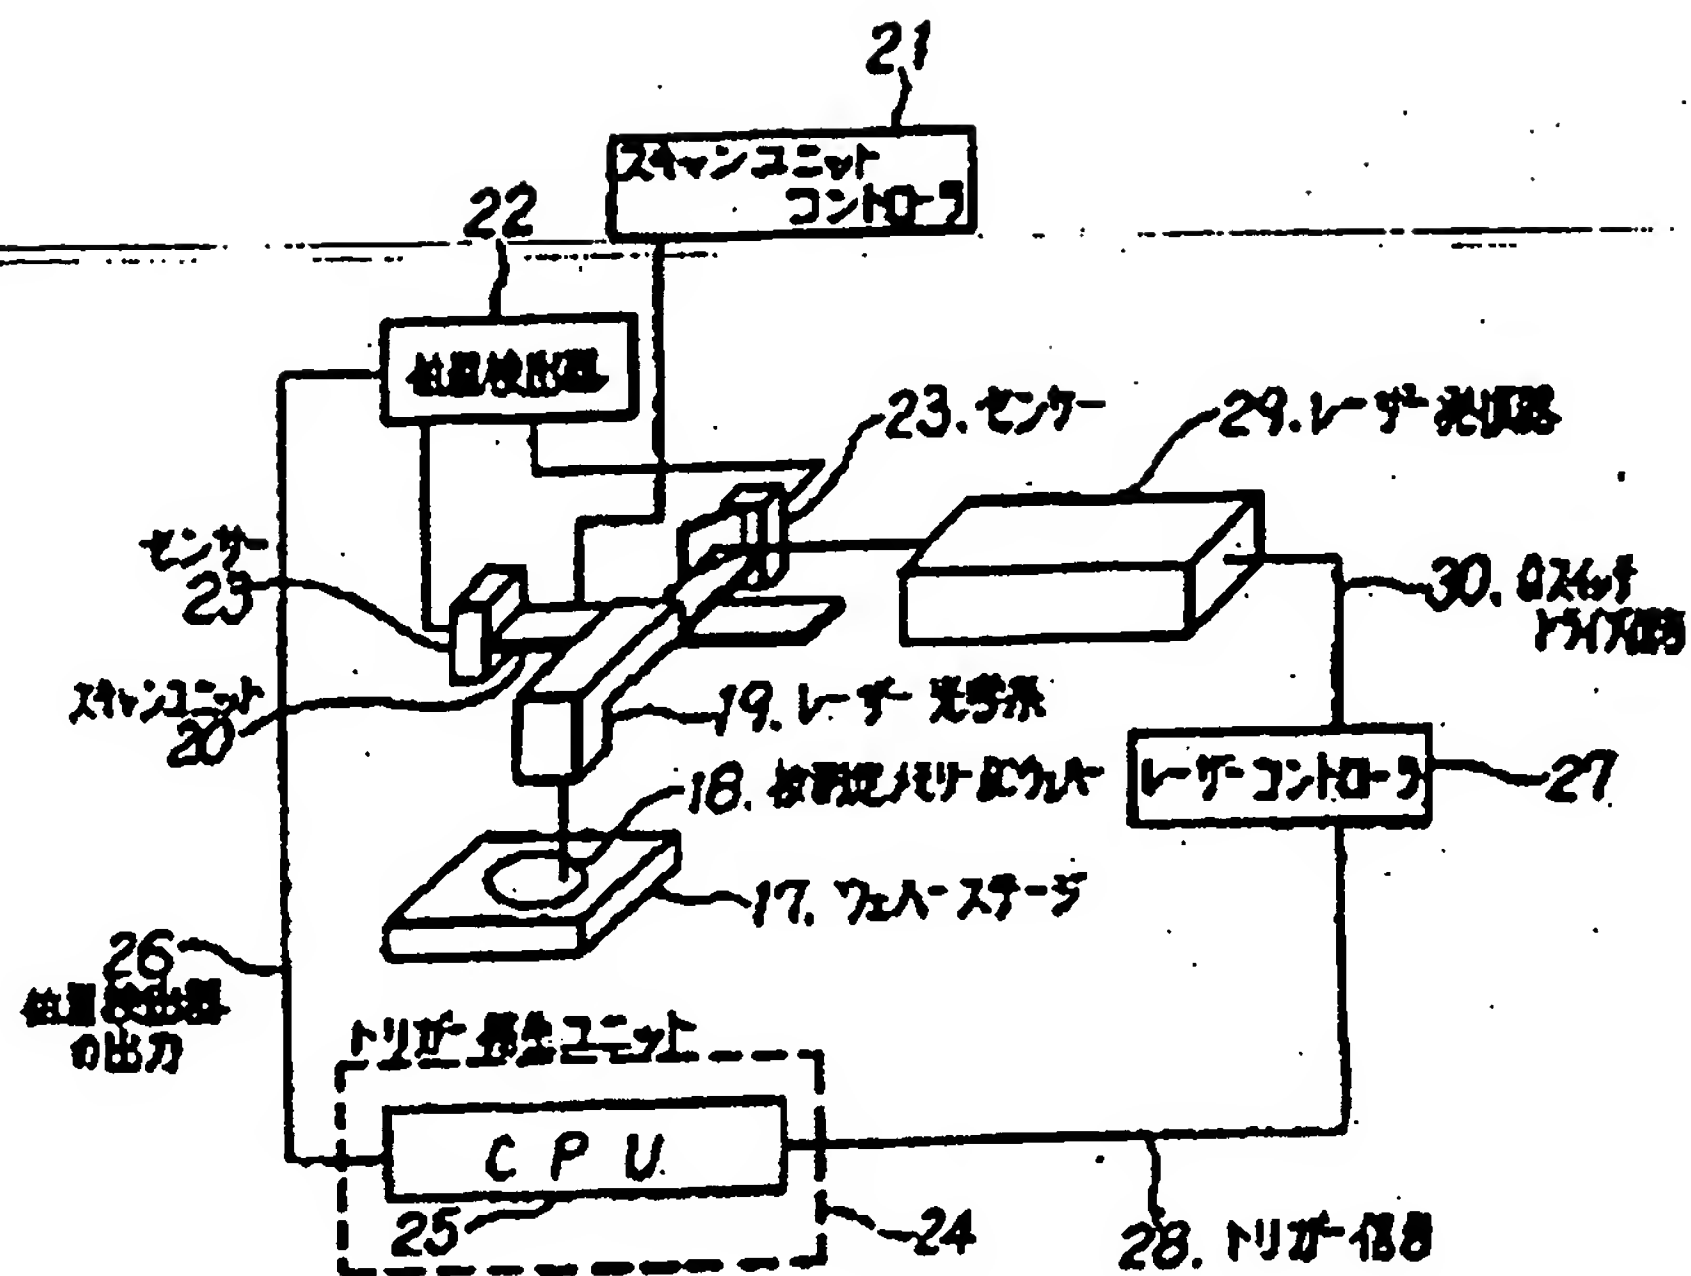 21
スキャンユニット
コントローラ
22
位置検出器
23. センサー
29. レーザー発振器
センサー
23
30. Qスイッチ
ドライブ信号
スキャンユニット
20
19. レーザー光学系
18. 被測定メモリーICウェハー
レーザーコントローラ
27
17. ウェハーステージ
26
位置検出器
の出力
トリガー発生ユニット
CPU
25
24
28. トリガー信号